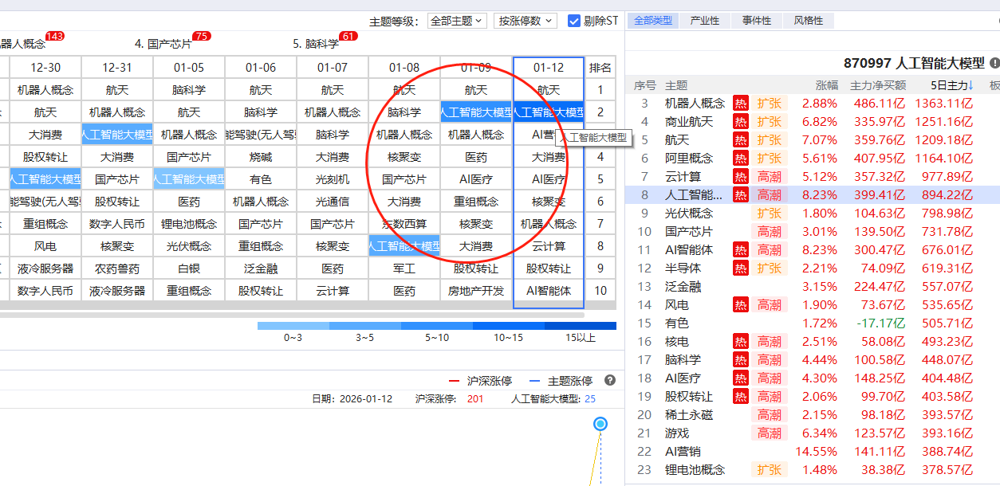 主题等级： 全部主题 按涨停数 剔除ST
器人概念 143 4. 国产芯片 75 5. 脑科学 61
12-30 12-31 01-05 01-06 01-07 01-08 01-09 01-12 排名
机器人概念 航天 脑科学 航天 航天 航天 航天 航天 1
航天 机器人概念 航天 脑科学 机器人概念 脑科学 人工智能大模型 人工智能大模型 2
大消费 人工智能大模型 机器人概念 能驾驶(无人驾 脑科学 机器人概念 机器人概念 AI营
股权转让 大消费 国产芯片 烧碱 大消费 核聚变 医药 大消费 4
人工智能大模型 国产芯片 人工智能大模型 有色 光刻机 国产芯片 AI医疗 AI医疗 5
能驾驶(无人驾 股权转让 医药 机器人概念 光通信 大消费 重组概念 核聚变 6
重组概念 数字人民币 锂电池概念 国产芯片 国产芯片 东数西算 核聚变 机器人概念 7
风电 核聚变 光伏概念 重组概念 核聚变 人工智能大模型 大消费 云计算 8
液冷服务器 农药兽药 白银 泛金融 医药 军工 股权转让 股权转让 9
数字人民币 液冷服务器 重组概念 股权转让 云计算 医药 房地产开发 AI智能体 10
人工智能大模型
0~3 3~5 5~10 10~15 15以上
沪深涨停 主题涨停 ?
日期: 2026-01-12 沪深涨停: 201 人工智能大模型: 25
全部类型 产业性 事件性 风格性
870997 人工智能大模型
序号 主题 涨幅 主力净买额 5日主力↓ 板
3 机器人概念 热 扩张 2.88% 486.11亿 1363.11亿
4 商业航天 热 扩张 6.82% 335.97亿 1251.16亿
5 航天 热 扩张 7.07% 359.76亿 1209.18亿
6 阿里概念 热 扩张 5.61% 407.95亿 1164.10亿
7 云计算 热 高潮 5.12% 357.32亿 977.89亿
8 人工智能... 热 高潮 8.23% 399.41亿 894.22亿
9 光伏概念 扩张 1.80% 104.63亿 798.98亿
10 国产芯片 高潮 3.01% 139.50亿 731.78亿
11 AI智能体 热 高潮 8.23% 300.47亿 676.01亿
12 半导体 热 扩张 2.21% 74.09亿 619.31亿
13 泛金融 3.15% 224.47亿 557.07亿
14 风电 热 高潮 1.90% 73.67亿 535.65亿
15 有色 1.72% -17.17亿 505.71亿
16 核电 热 高潮 2.51% 58.08亿 493.23亿
17 脑科学 热 高潮 4.44% 100.58亿 448.07亿
18 AI医疗 热 高潮 4.30% 148.25亿 404.48亿
19 股权转让 热 高潮 2.06% 99.70亿 403.58亿
20 稀土永磁 高潮 2.15% 98.18亿 393.57亿
21 游戏 高潮 6.34% 123.57亿 393.16亿
22 AI营销 14.55% 141.11亿 388.74亿
23 锂电池概念 扩张 1.48% 38.38亿 378.57亿